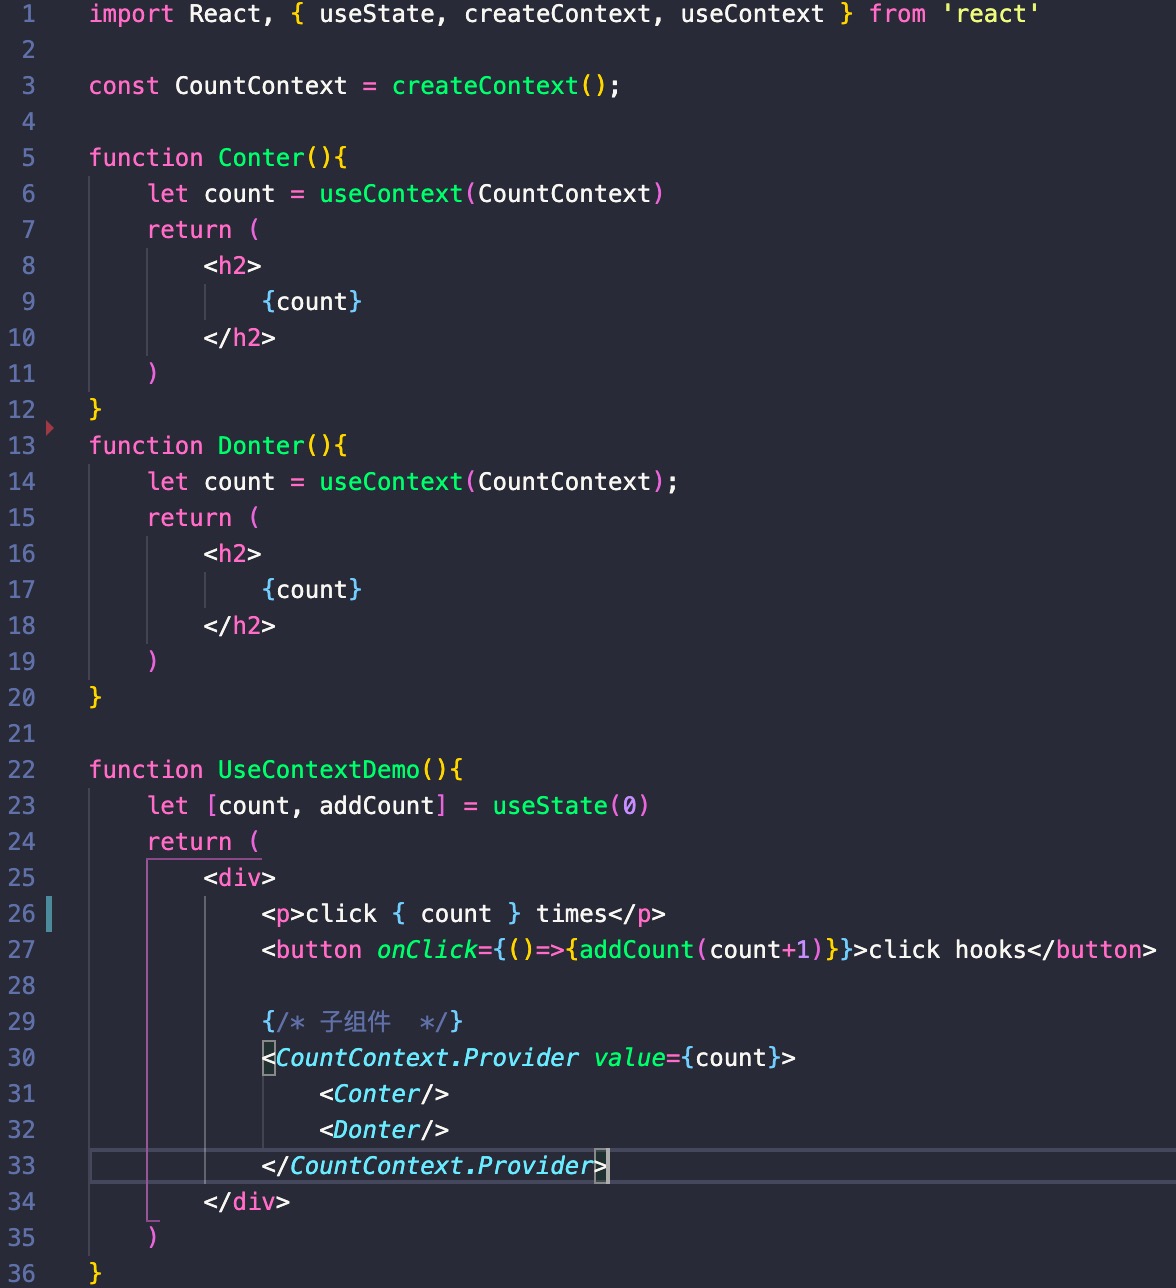 1 import React, { useState, createContext, useContext } from 'react'
2
3 const CountContext = createContext();
4
5 function Conter(){
6     let count = useContext(CountContext)
7     return (
8         <h2>
9             {count}
10         </h2>
11     )
12 }
13 function Donter(){
14     let count = useContext(CountContext);
15     return (
16         <h2>
17             {count}
18         </h2>
19     )
20 }
21
22 function UseContextDemo(){
23     let [count, addCount] = useState(0)
24     return (
25         <div>
26             <p>click { count } times</p>
27             <button onClick={()=>{addCount(count+1)}}>click hooks</button>
28
29             {/* 子组件  */}
30             <CountContext.Provider value={count}>
31                 <Conter/>
32                 <Donter/>
33             </CountContext.Provider>
34         </div>
35     )
36 }